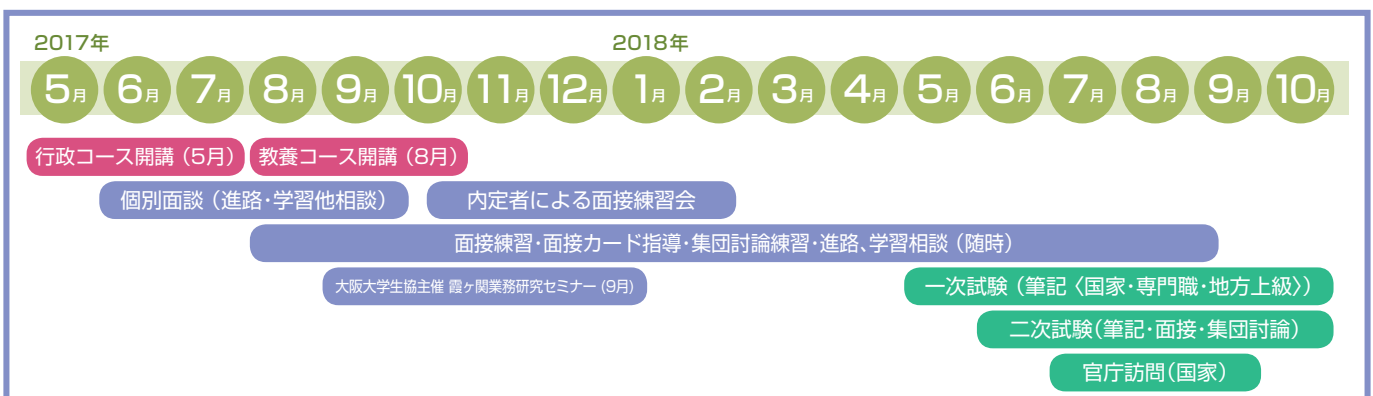 2017年 2018年
5月 6月 7月 8月 9月 10月 11月 12月 1月 2月 3月 4月 5月 6月 7月 8月 9月 10月
行政コース開講（5月） 教養コース開講（8月）
個別面談（進路・学習他相談） 内定者による面接練習会
面接練習・面接カード指導・集団討論練習・進路、学習相談（随時）
大阪大学生協主催 霞ヶ関業務研究セミナー (9月) 一次試験（筆記〈国家・専門職・地方上級〉）
二次試験（筆記・面接・集団討論）
官庁訪問（国家）